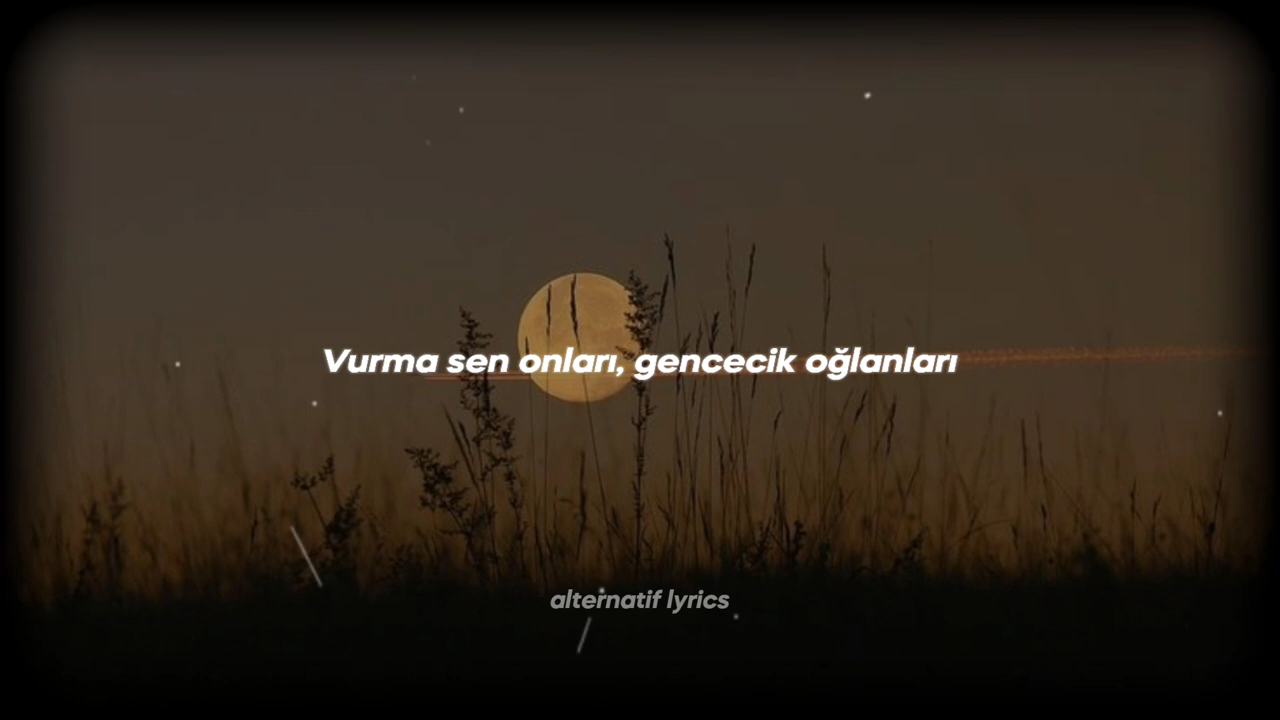 Vurma sen onları, gencecik oğlanları
alternatif lyrics